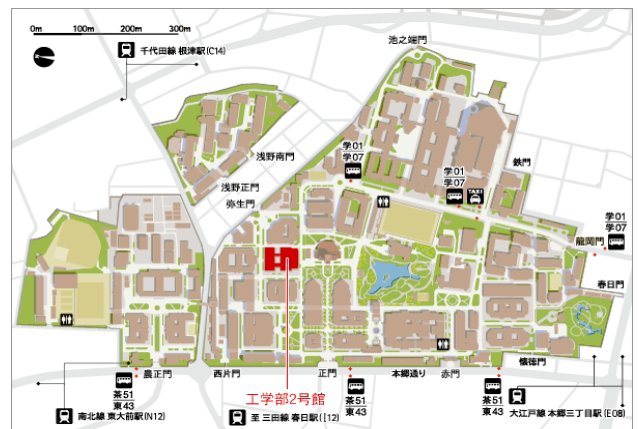 0m 100m 200m 300m
千代田線 根津駅(C14)
池之端門
学01
学07
浅野南門
浅野正門
弥生門
学01
学07
TAXI
鉄門
学01
学07
龍岡門
春日門
懐徳門
農正門
西片門
正門
本郷通り
赤門
工学部2号館
茶51
東43
南北線 東大前駅(N12)
至 三田線 春日駅(I12)
茶51
東43
茶51
東43
大江戸線 本郷三丁目駅(E08)